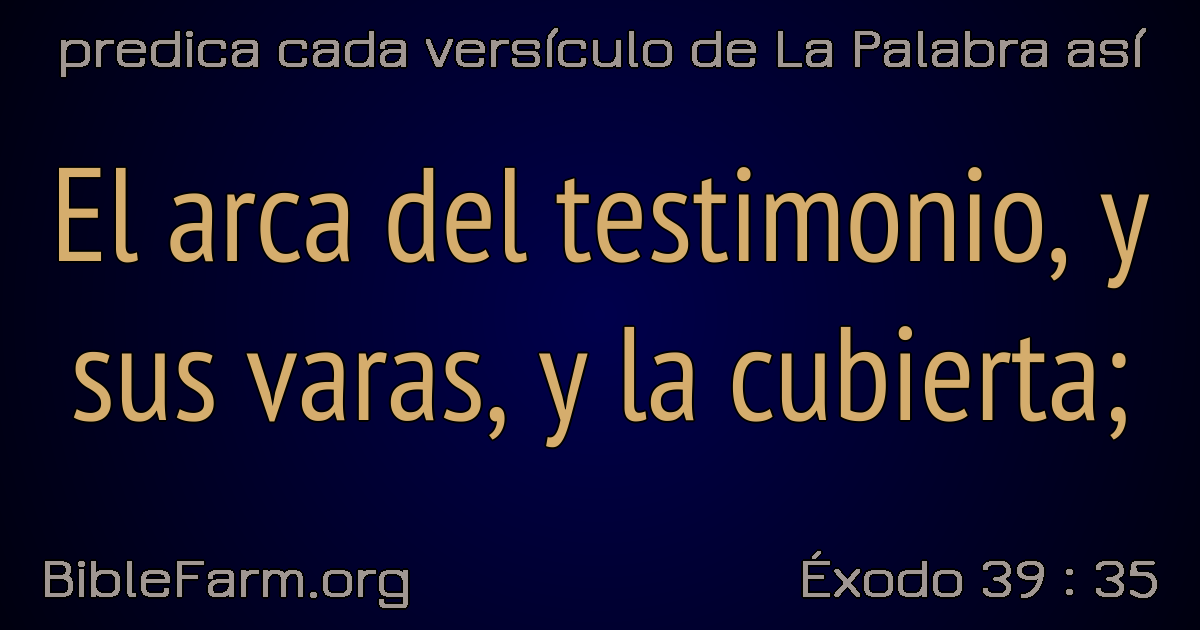 predica cada versículo de La Palabra así
El arca del testimonio, y
sus varas, y la cubierta;
BibleFarm.org
Éxodo 39 : 35